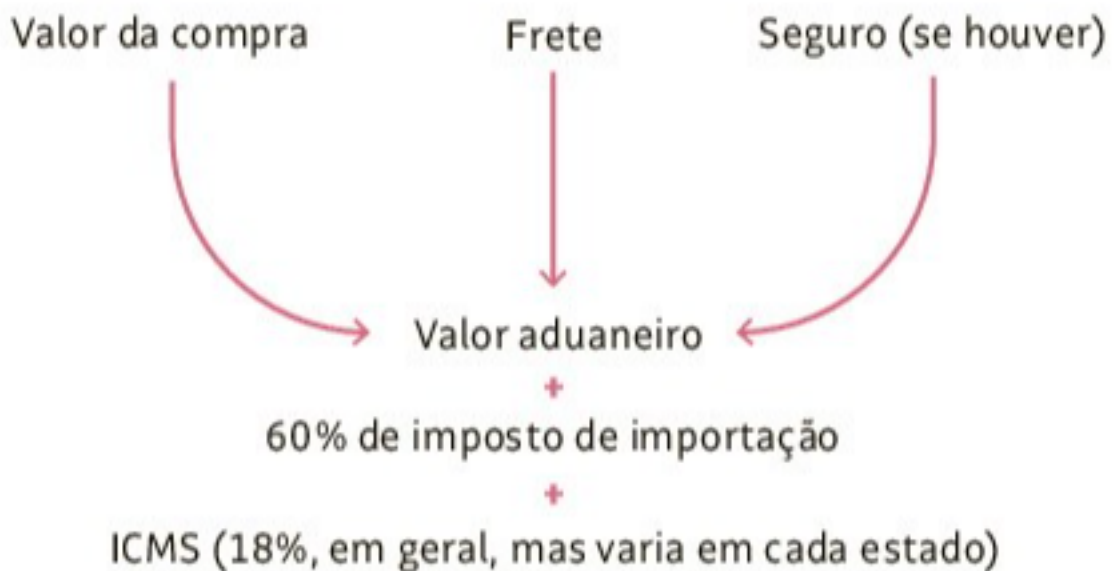 Valor da compra
Frete
Seguro (se houver)
Valor aduaneiro
+
60% de imposto de importação
+
ICMS (18%, em geral, mas varia em cada estado)